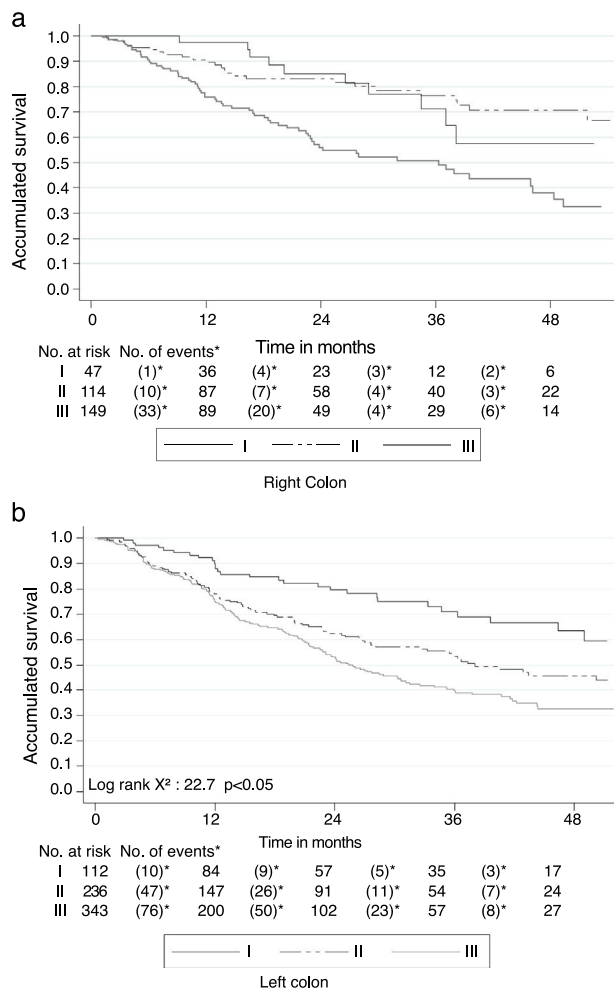 a
1.0
0.9
0.8
0.7
0.6
0.5
0.4
0.3
0.2
0.1
0.0
Accumulated survival
0 12 24 36 48
Time in months
No. at risk No. of events*
I 47 (1)* 36 (4)* 23 (3)* 12 (2)* 6
II 114 (10)* 87 (7)* 58 (4)* 40 (3)* 22
III 149 (33)* 89 (20)* 49 (4)* 29 (6)* 14
I II III
Right Colon
b
1.0
0.9
0.8
0.7
0.6
0.5
0.4
0.3
0.2
0.1
0.0
Accumulated survival
Log rank X² : 22.7 p<0.05
0 12 24 36 48
Time in months
No. at risk No. of events*
I 112 (10)* 84 (9)* 57 (5)* 35 (3)* 17
II 236 (47)* 147 (26)* 91 (11)* 54 (7)* 24
III 343 (76)* 200 (50)* 102 (23)* 57 (8)* 27
I II III
Left colon